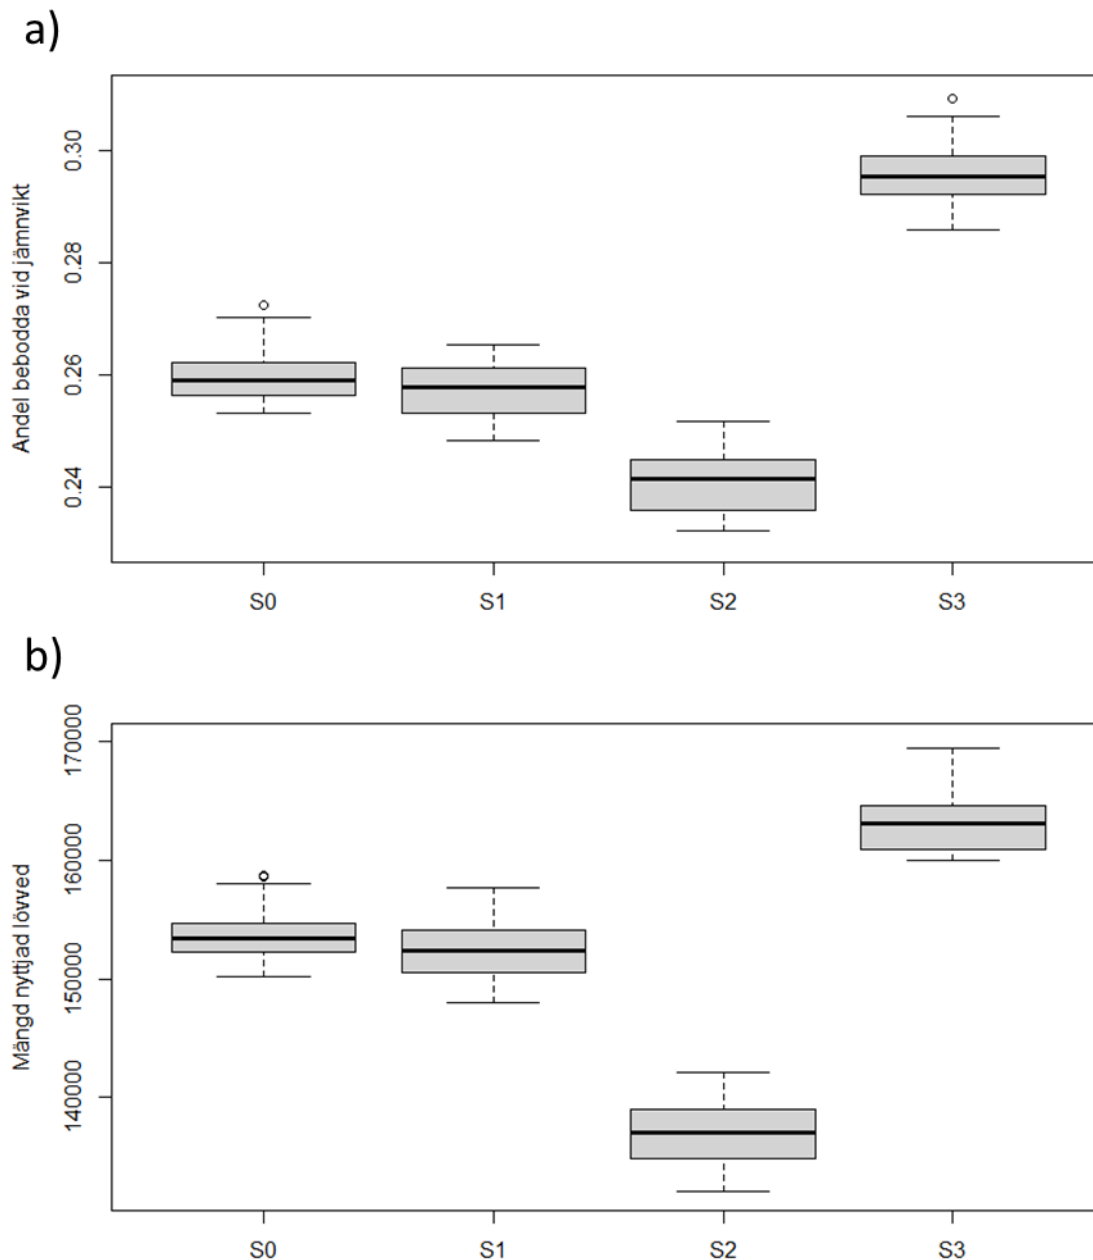 a)
Andel bebodda vid jämnvikt
0.30
0.28
0.26
0.24
S0 S1 S2 S3
b)
Mängd nyttjad lövved
170000
160000
150000
140000
S0 S1 S2 S3